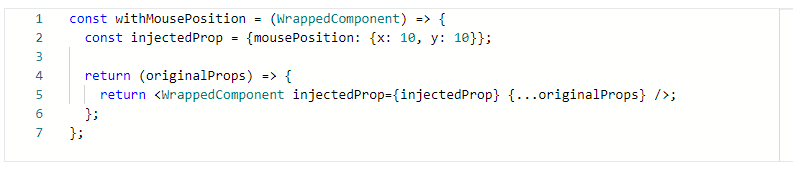 1 const withMousePosition = (WrappedComponent) => {
2   const injectedProp = {mousePosition: {x: 10, y: 10}};
3
4   return (originalProps) => {
5     return <WrappedComponent injectedProp={injectedProp} {...originalProps} />;
6   };
7 };